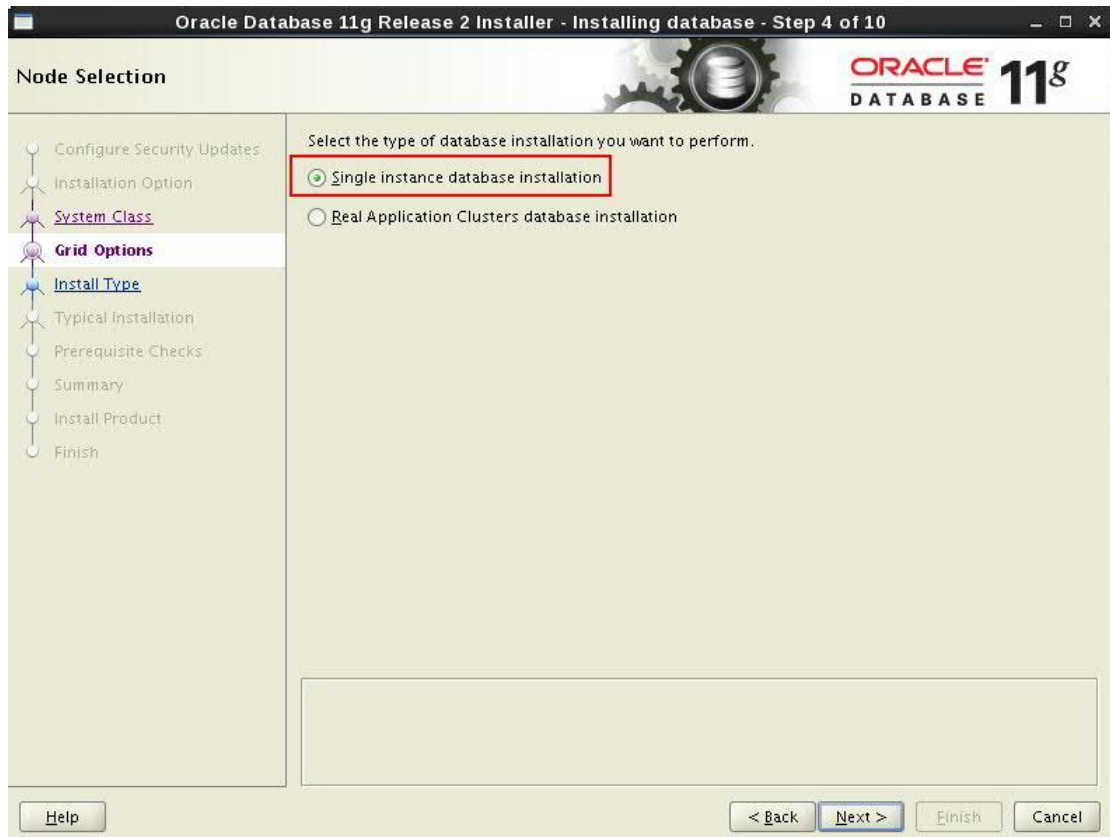 Oracle Database 11g Release 2 Installer - Installing database - Step 4 of 10
Node Selection
ORACLE DATABASE 11g
Configure Security Updates
Installation Option
System Class
Grid Options
Install Type
Typical Installation
Prerequisite Checks
Summary
Install Product
Finish
Select the type of database installation you want to perform.
Single instance database installation
Real Application Clusters database installation
Help
< Back
Next >
Finish
Cancel